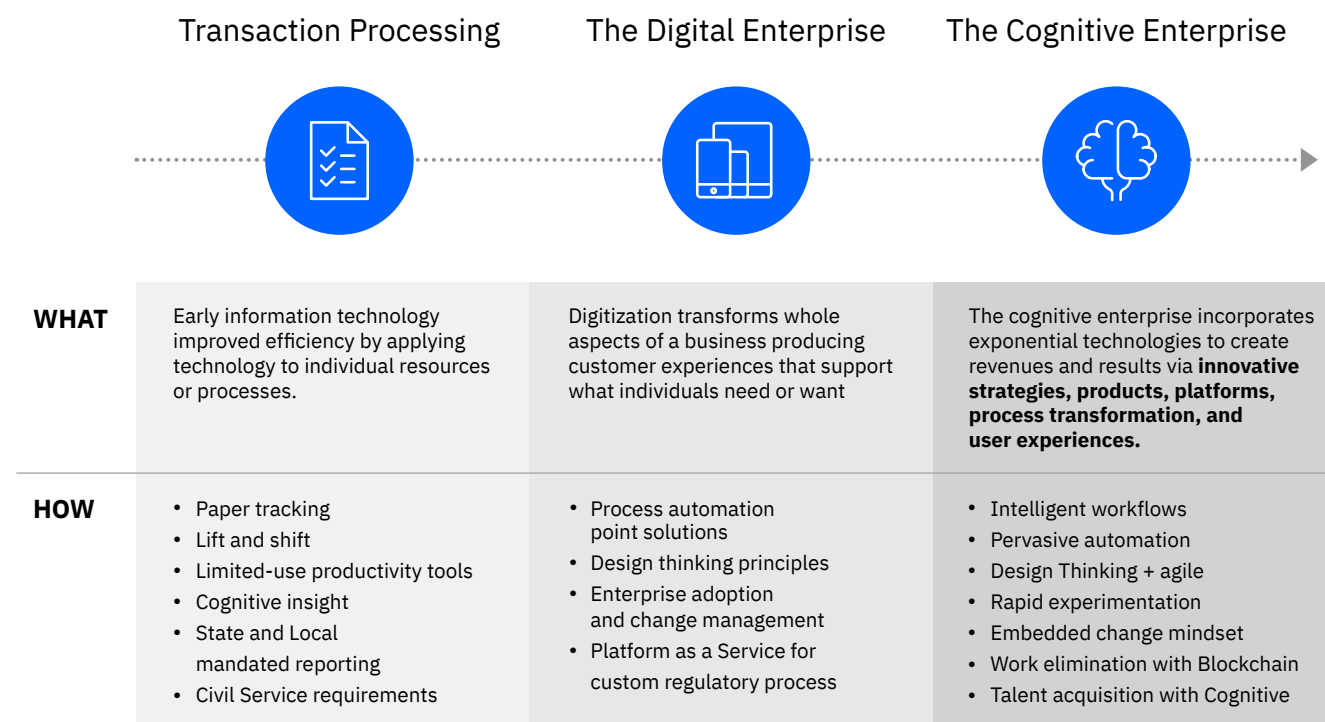 Transaction Processing
The Digital Enterprise
The Cognitive Enterprise
WHAT
Early information technology
improved efficiency by applying
technology to individual resources
or processes.
Digitization transforms whole
aspects of a business producing
customer experiences that support
what individuals need or want
The cognitive enterprise incorporates
exponential technologies to create
revenues and results via innovative
strategies, products, platforms,
process transformation, and
user experiences.
HOW
• Paper tracking
• Lift and shift
• Limited-use productivity tools
• Cognitive insight
• State and Local
mandated reporting
• Civil Service requirements
• Process automation
point solutions
• Design thinking principles
• Enterprise adoption
and change management
• Platform as a Service for
custom regulatory process
• Intelligent workflows
• Pervasive automation
• Design Thinking + agile
• Rapid experimentation
• Embedded change mindset
• Work elimination with Blockchain
• Talent acquisition with Cognitive